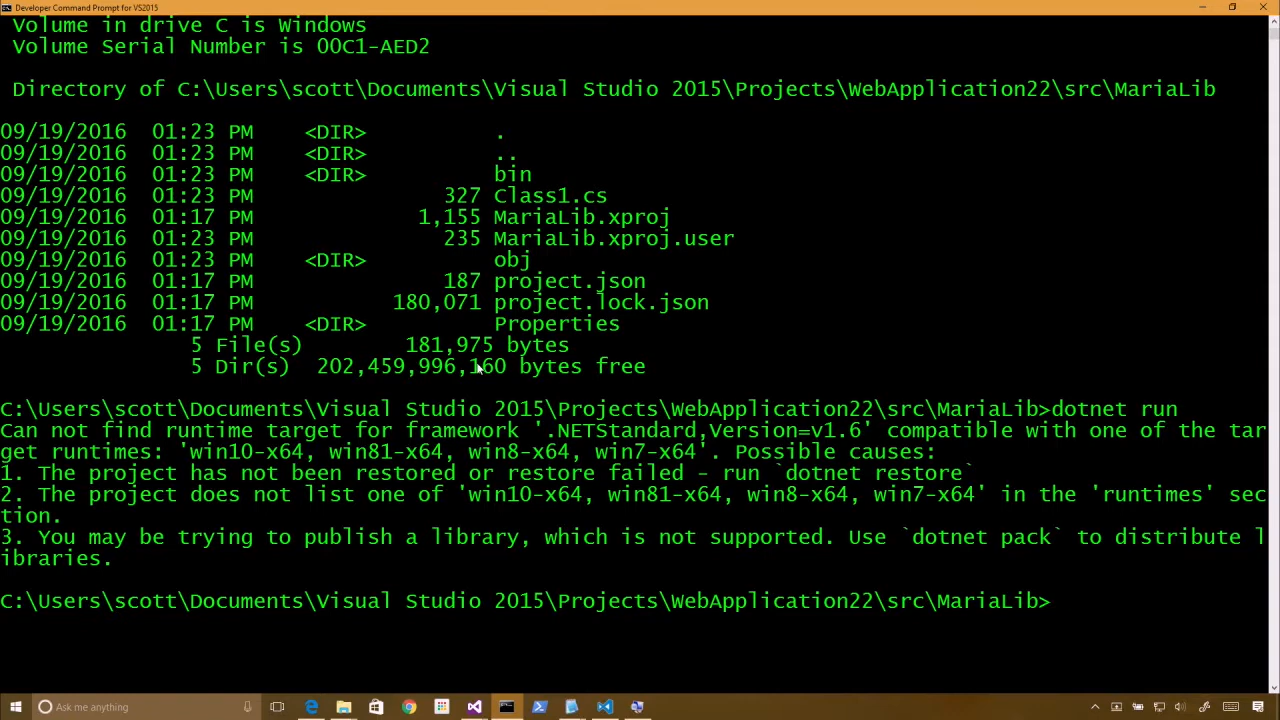 Developer Command Prompt for VS2015
Volume in drive C is Windows
Volume Serial Number is 00C1-AED2
Directory of C:\Users\scott\Documents\Visual Studio 2015\Projects\WebApplication22\src\MariaLib
09/19/2016 01:23 PM <DIR> .
09/19/2016 01:23 PM <DIR> ..
09/19/2016 01:23 PM <DIR> bin
09/19/2016 01:23 PM 327 Class1.cs
09/19/2016 01:17 PM 1,155 MariaLib.xproj
09/19/2016 01:23 PM 235 MariaLib.xproj.user
09/19/2016 01:23 PM <DIR> obj
09/19/2016 01:17 PM 187 project.json
09/19/2016 01:17 PM 180,071 project.lock.json
09/19/2016 01:17 PM <DIR> Properties
5 File(s) 181,975 bytes
5 Dir(s) 202,459,996,160 bytes free
C:\Users\scott\Documents\Visual Studio 2015\Projects\WebApplication22\src\MariaLib>dotnet run
Can not find runtime target for framework '.NETStandard,Version=v1.6' compatible with one of the tar
get runtimes: 'win10-x64, win81-x64, win8-x64, win7-x64'. Possible causes:
1. The project has not been restored or restore failed - run `dotnet restore`
2. The project does not list one of 'win10-x64, win81-x64, win8-x64, win7-x64' in the 'runtimes' sec
tion.
3. You may be trying to publish a library, which is not supported. Use `dotnet pack` to distribute l
ibraries.
C:\Users\scott\Documents\Visual Studio 2015\Projects\WebApplication22\src\MariaLib>
Ask me anything